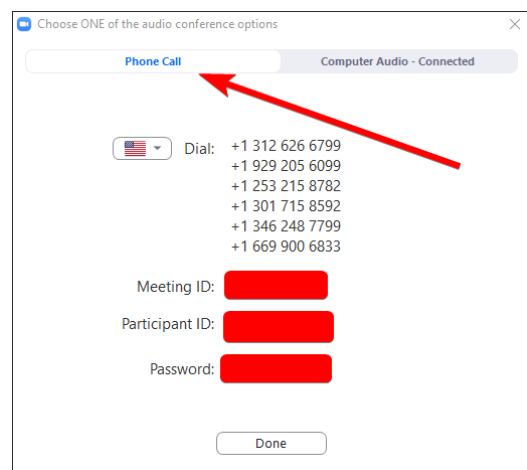 Choose ONE of the audio conference options
Phone Call
Computer Audio - Connected
Dial: +1 312 626 6799
+1 929 205 6099
+1 253 215 8782
+1 301 715 8592
+1 346 248 7799
+1 669 900 6833
Meeting ID:
Participant ID:
Password:
Done